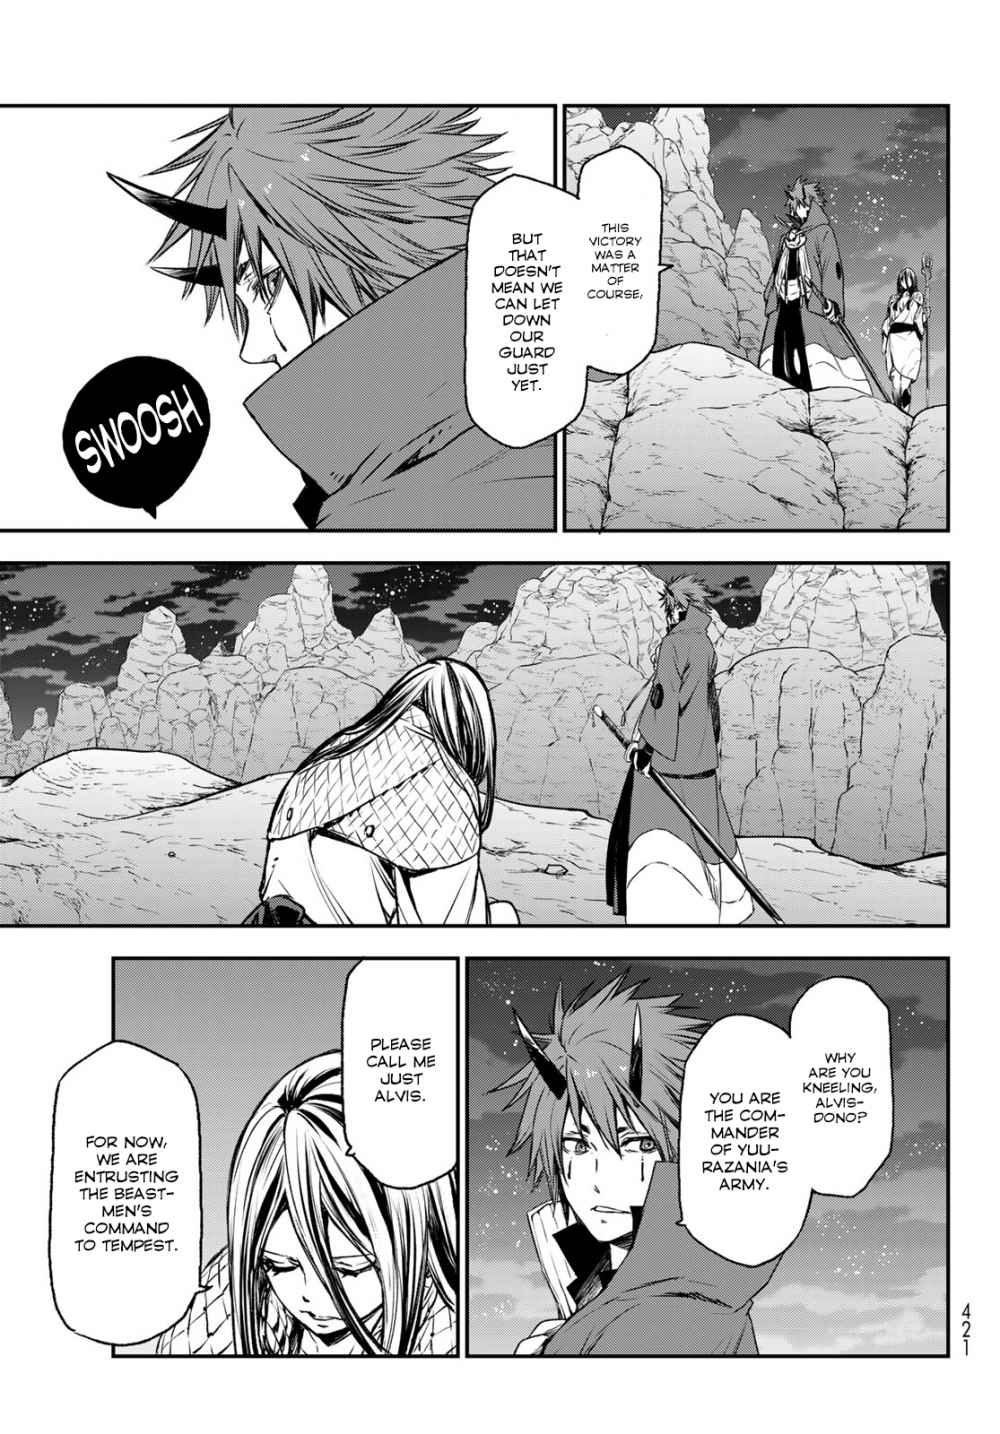 THIS
VICTORY
WAS A
MATTER
OF
COURSE,
BUT
THAT
DOESN'T
MEAN WE
CAN LET
DOWN
OUR
GUARD
JUST
YET.
SWOOSH
WHY
ARE YOU
KNEELING,
ALVIS-
DONO?
YOU ARE
THE COM-
MANDER
OF YUU-
RAZANIA'S
ARMY.
PLEASE
CALL ME
JUST
ALVIS.
FOR NOW,
WE ARE
ENTRUSTING
THE BEAST-
MEN'S
COMMAND
TO TEMPEST.
421